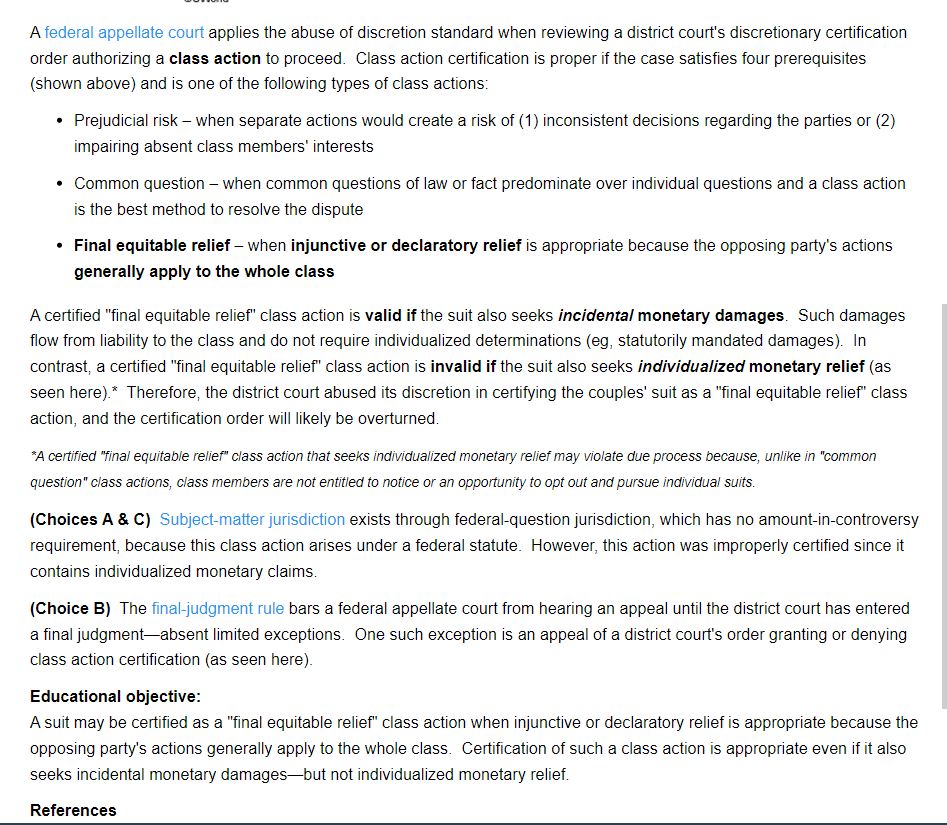 A federal appellate court applies the abuse of discretion standard when reviewing a district court's discretionary certification
order authorizing a class action to proceed. Class action certification is proper if the case satisfies four prerequisites
(shown above) and is one of the following types of class actions:
• Prejudicial risk – when separate actions would create a risk of (1) inconsistent decisions regarding the parties or (2)
impairing absent class members' interests
• Common question – when common questions of law or fact predominate over individual questions and a class action
is the best method to resolve the dispute
• Final equitable relief – when injunctive or declaratory relief is appropriate because the opposing party's actions
generally apply to the whole class
A certified "final equitable relief" class action is valid if the suit also seeks incidental monetary damages. Such damages
flow from liability to the class and do not require individualized determinations (eg, statutorily mandated damages). In
contrast, a certified "final equitable relief" class action is invalid if the suit also seeks individualized monetary relief (as
seen here).* Therefore, the district court abused its discretion in certifying the couples' suit as a "final equitable relief" class
action, and the certification order will likely be overturned.
*A certified "final equitable relief" class action that seeks individualized monetary relief may violate due process because, unlike in "common
question" class actions, class members are not entitled to notice or an opportunity to opt out and pursue individual suits.
(Choices A & C) Subject-matter jurisdiction exists through federal-question jurisdiction, which has no amount-in-controversy
requirement, because this class action arises under a federal statute. However, this action was improperly certified since it
contains individualized monetary claims.
(Choice B) The final-judgment rule bars a federal appellate court from hearing an appeal until the district court has entered
a final judgment—absent limited exceptions. One such exception is an appeal of a district court's order granting or denying
class action certification (as seen here).
Educational objective:
A suit may be certified as a "final equitable relief" class action when injunctive or declaratory relief is appropriate because the
opposing party's actions generally apply to the whole class. Certification of such a class action is appropriate even if it also
seeks incidental monetary damages—but not individualized monetary relief.
References